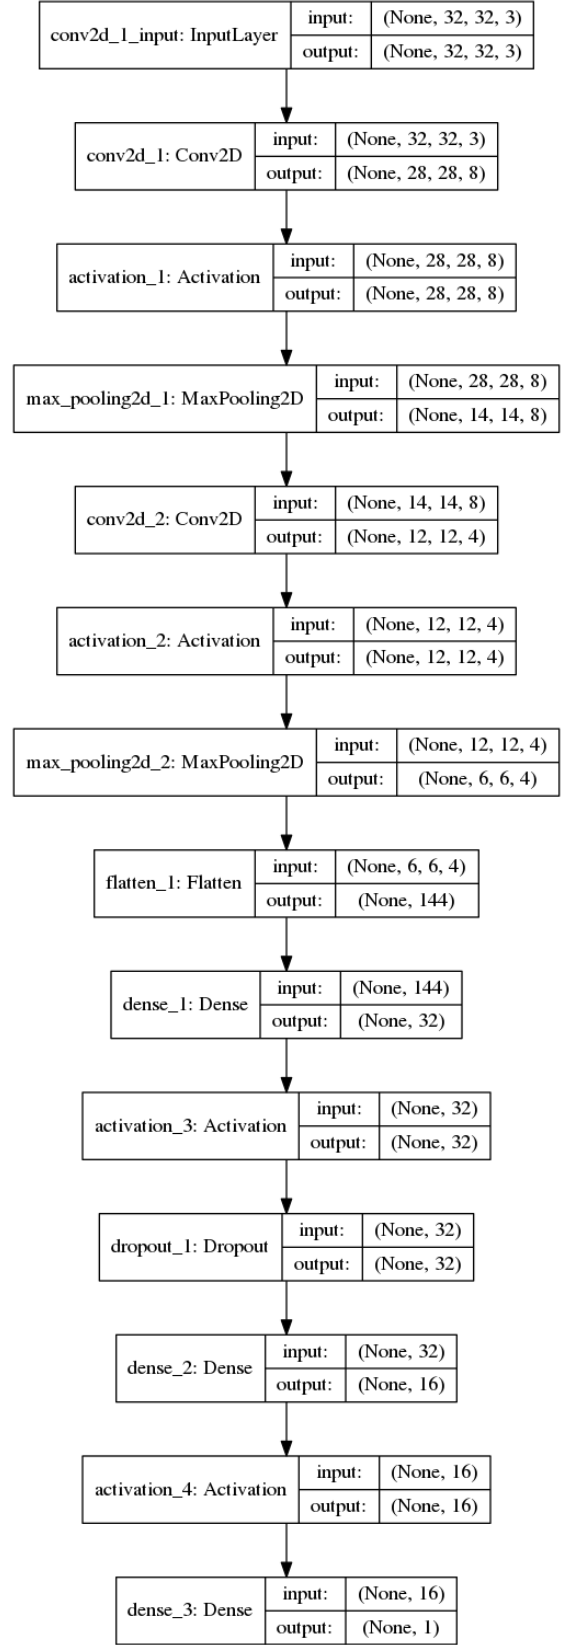 conv2d_1_input: InputLayer
input: (None, 32, 32, 3)
output: (None, 32, 32, 3)
conv2d_1: Conv2D
input: (None, 32, 32, 3)
output: (None, 28, 28, 8)
activation_1: Activation
input: (None, 28, 28, 8)
output: (None, 28, 28, 8)
max_pooling2d_1: MaxPooling2D
input: (None, 28, 28, 8)
output: (None, 14, 14, 8)
conv2d_2: Conv2D
input: (None, 14, 14, 8)
output: (None, 12, 12, 4)
activation_2: Activation
input: (None, 12, 12, 4)
output: (None, 12, 12, 4)
max_pooling2d_2: MaxPooling2D
input: (None, 12, 12, 4)
output: (None, 6, 6, 4)
flatten_1: Flatten
input: (None, 6, 6, 4)
output: (None, 144)
dense_1: Dense
input: (None, 144)
output: (None, 32)
activation_3: Activation
input: (None, 32)
output: (None, 32)
dropout_1: Dropout
input: (None, 32)
output: (None, 32)
dense_2: Dense
input: (None, 32)
output: (None, 16)
activation_4: Activation
input: (None, 16)
output: (None, 16)
dense_3: Dense
input: (None, 16)
output: (None, 1)